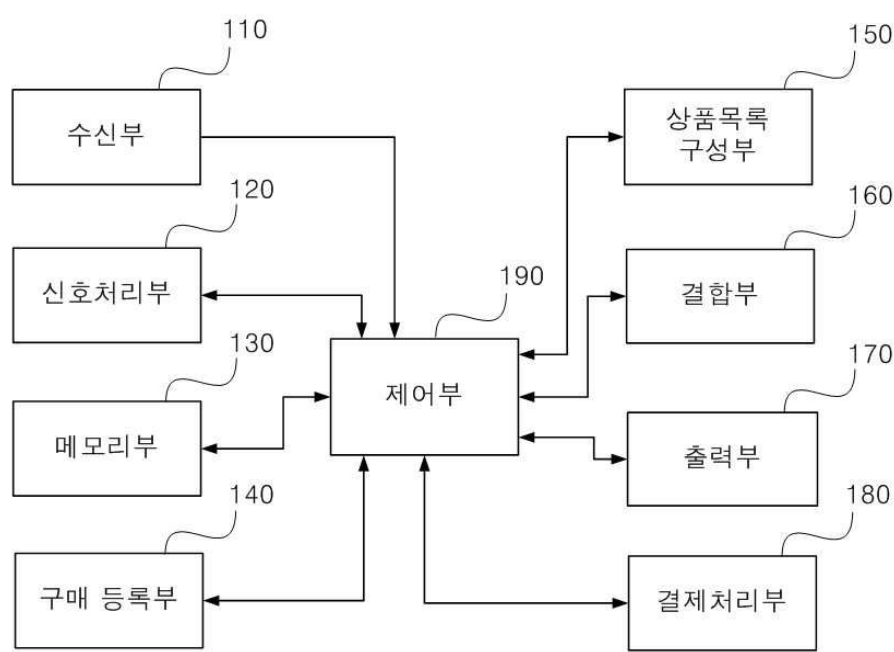 110
수신부
120
신호처리부
130
메모리부
140
구매 등록부
190
제어부
150
상품목록
구성부
160
결합부
170
출력부
180
결제처리부